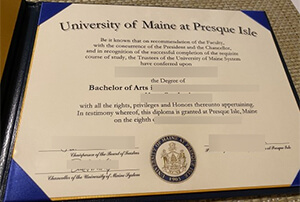 University of Maine at Presque Isle
Be it known that on recommendation of the Faculty,
with the concurrence of the President and the Chancellor,
and in recognition of the successful completion of the requisite
course of study, the Trustees of the University of Maine System
have conferred upon
the Degree of
Bachelor of Arts
with all the rights, privileges and Honors thereunto appertaining.
In testimony whereof, this diploma is granted at Presque Isle, Maine
on the eighth
Chairperson of the Board of Trustees
at Presque Isle
Chancellor of the University of Maine System